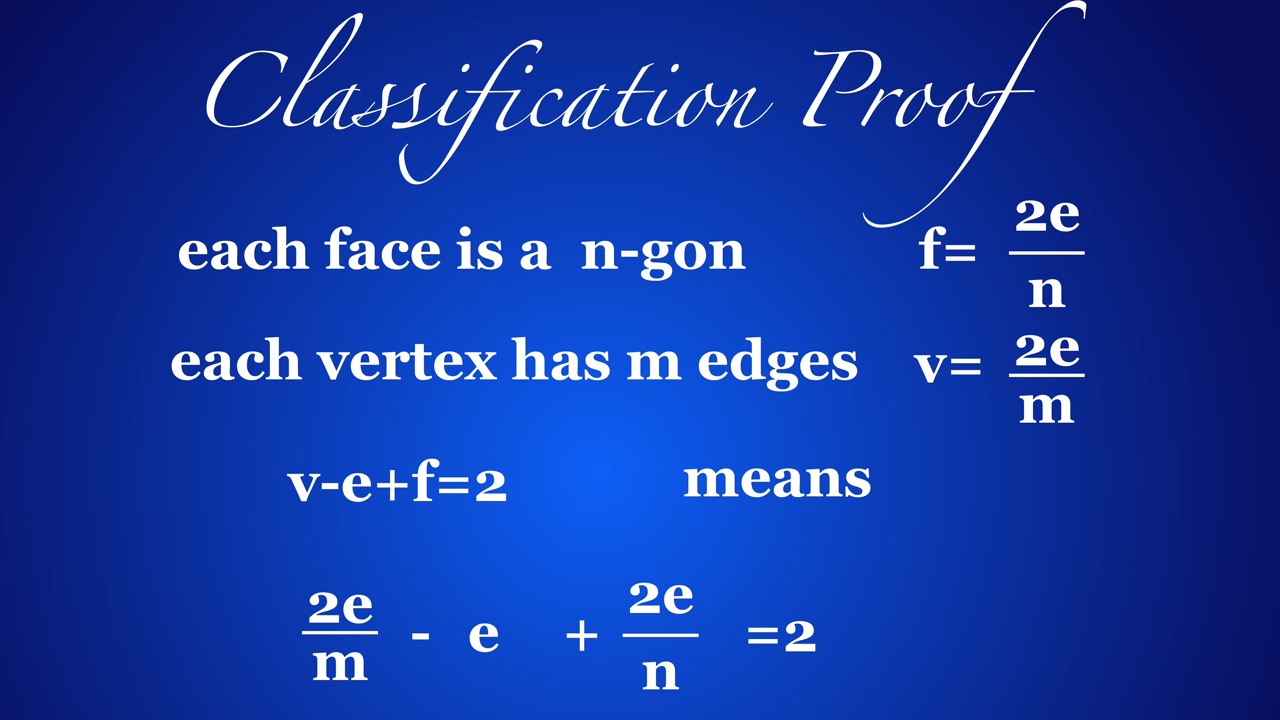 Classification Proof
each face is a n-gon f= 2e/n
each vertex has m edges v= 2e/m
v-e+f=2 means
2e/m - e + 2e/n =2